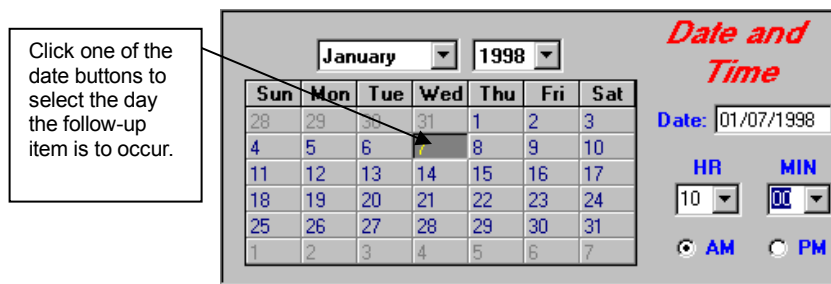 Click one of the
date buttons to
select the day
the follow-up
item is to occur.
January 1998
Sun Mon Tue Wed Thu Fri Sat
28 29 30 31 1 2 3
4 5 6 7 8 9 10
11 12 13 14 15 16 17
18 19 20 21 22 23 24
25 26 27 28 29 30 31
1 2 3 4 5 6 7
Date and
Time
Date: 01/07/1998
HR MIN
10 00
AM PM